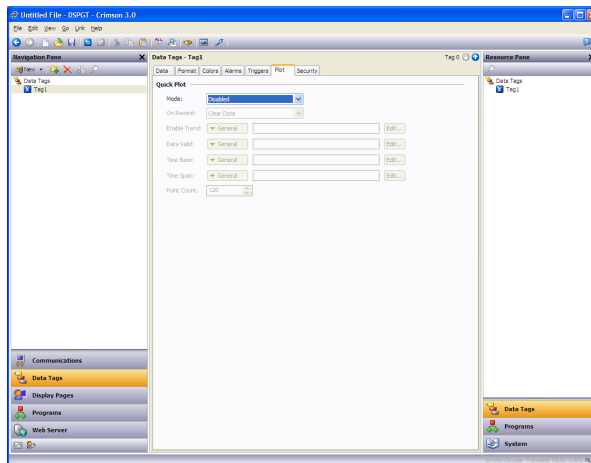 Untitled File - DSPGT - Crimson 3.0
File Edit View Go Link Help
Navigation Pane
New
Data Tags
Tag1
Communications
Data Tags
Display Pages
Programs
Web Server
Data Tags - Tag1
Tag 0
Data Format Colors Alarms Triggers Plot Security
Quick Plot
Mode: Disabled
On Rewind: Clear Data
Enable Trend: General Edit...
Data Valid: General Edit...
Time Base: General Edit...
Time Span: General Edit...
Point Count: 120
Resource Pane
Data Tags
Tag1
Data Tags
Programs
System